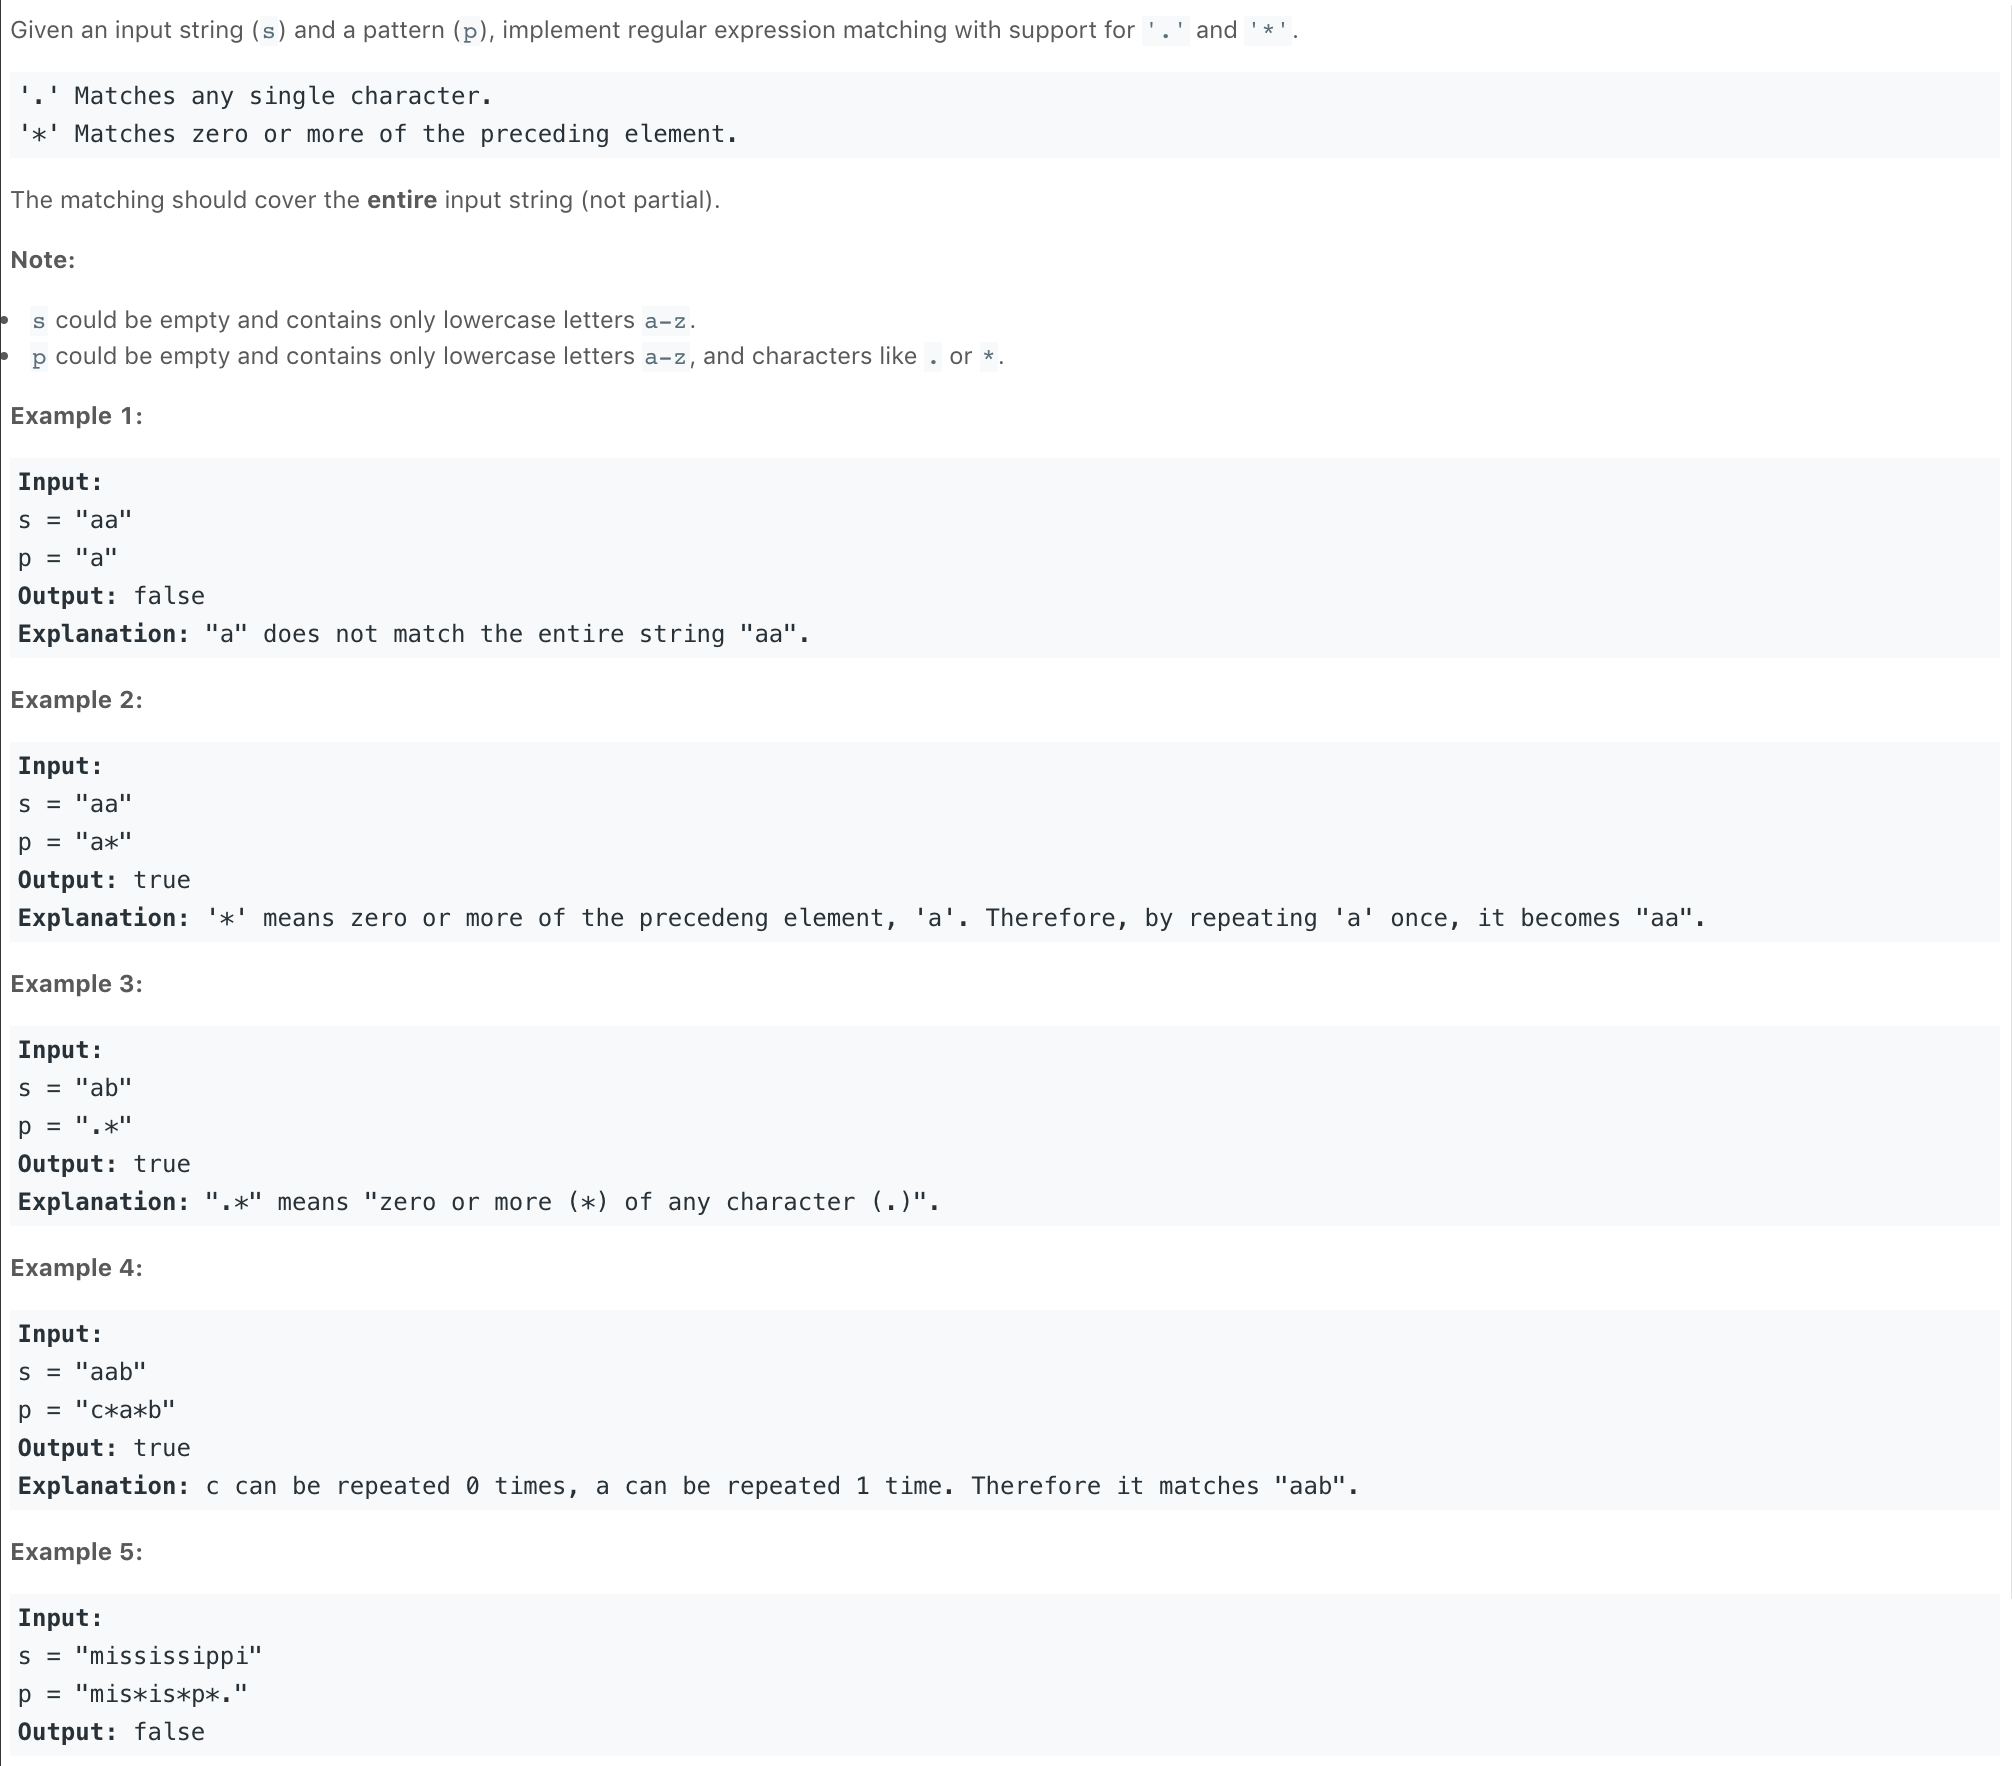 Given an input string (s) and a pattern (p), implement regular expression matching with support for '.' and '*'.
'.' Matches any single character.
'*' Matches zero or more of the preceding element.
The matching should cover the entire input string (not partial).
Note:
• s could be empty and contains only lowercase letters a-z.
• p could be empty and contains only lowercase letters a-z, and characters like . or *.
Example 1:
Input:
s = "aa"
p = "a"
Output: false
Explanation: "a" does not match the entire string "aa".
Example 2:
Input:
s = "aa"
p = "a*"
Output: true
Explanation: '*' means zero or more of the precedeng element, 'a'. Therefore, by repeating 'a' once, it becomes "aa".
Example 3:
Input:
s = "ab"
p = ".*"
Output: true
Explanation: ".*" means "zero or more (*) of any character (.)".
Example 4:
Input:
s = "aab"
p = "c*a*b"
Output: true
Explanation: c can be repeated 0 times, a can be repeated 1 time. Therefore it matches "aab".
Example 5:
Input:
s = "mississippi"
p = "mis*is*p*."
Output: false